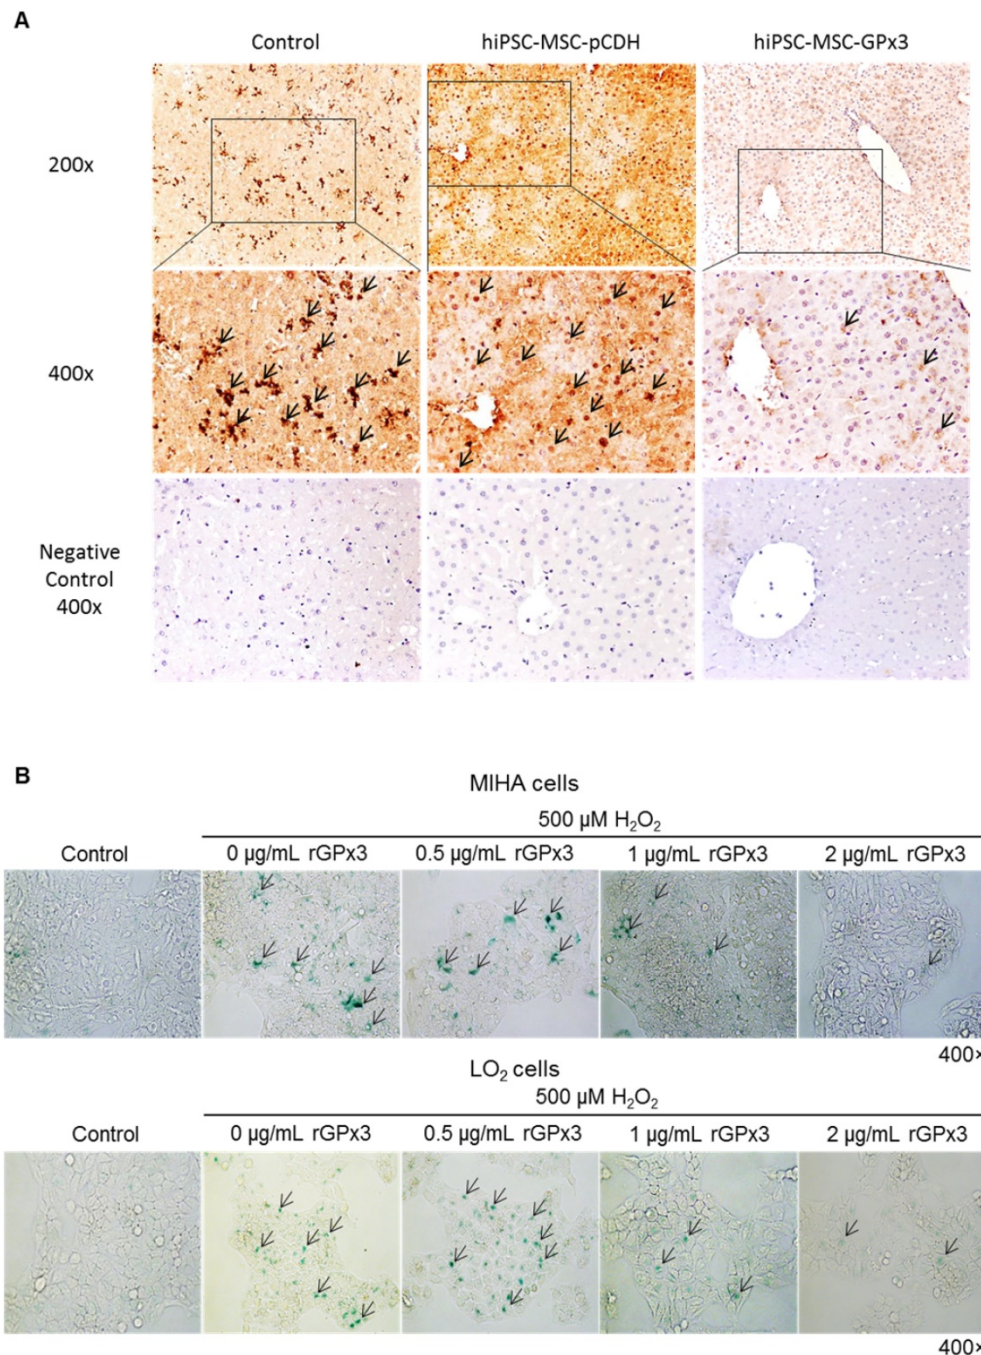 A
Control hiPSC-MSC-pCDH hiPSC-MSC-GPx3
200x
400x
Negative
Control
400x
B
MIHA cells
500 µM H₂O₂
Control 0 µg/mL rGPx3 0.5 µg/mL rGPx3 1 µg/mL rGPx3 2 µg/mL rGPx3
400×
LO₂ cells
500 µM H₂O₂
Control 0 µg/mL rGPx3 0.5 µg/mL rGPx3 1 µg/mL rGPx3 2 µg/mL rGPx3
400×